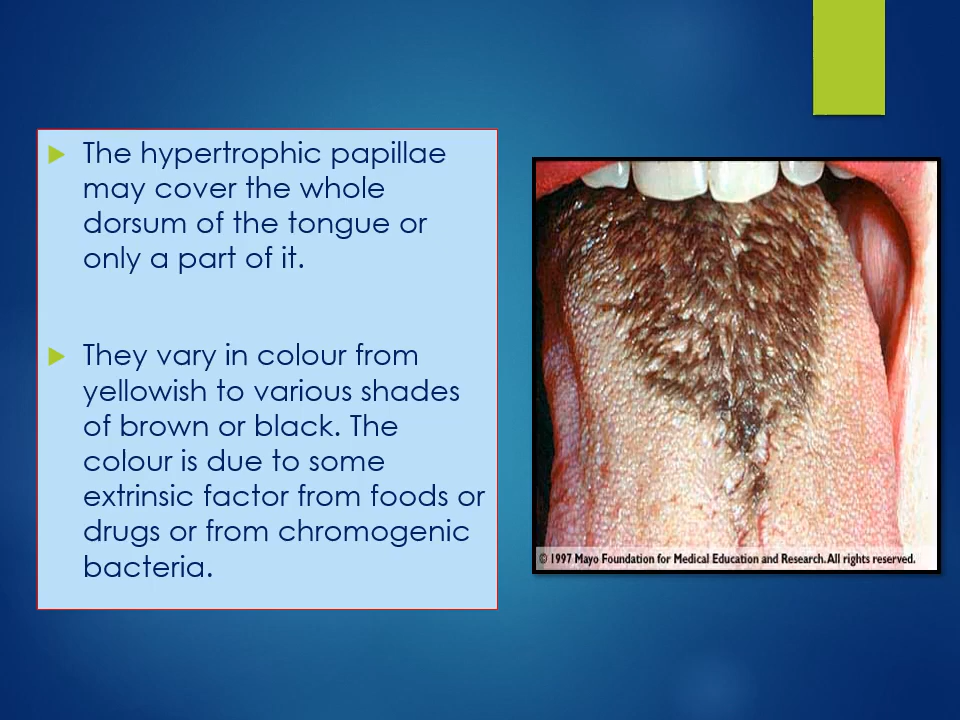 The hypertrophic papillae
may cover the whole
dorsum of the tongue or
only a part of it.
They vary in colour from
yellowish to various shades
of brown or black. The
colour is due to some
extrinsic factor from foods or
drugs or from chromogenic
bacteria.
© 1997 Mayo Foundation for Medical Education and Research. All rights reserved.